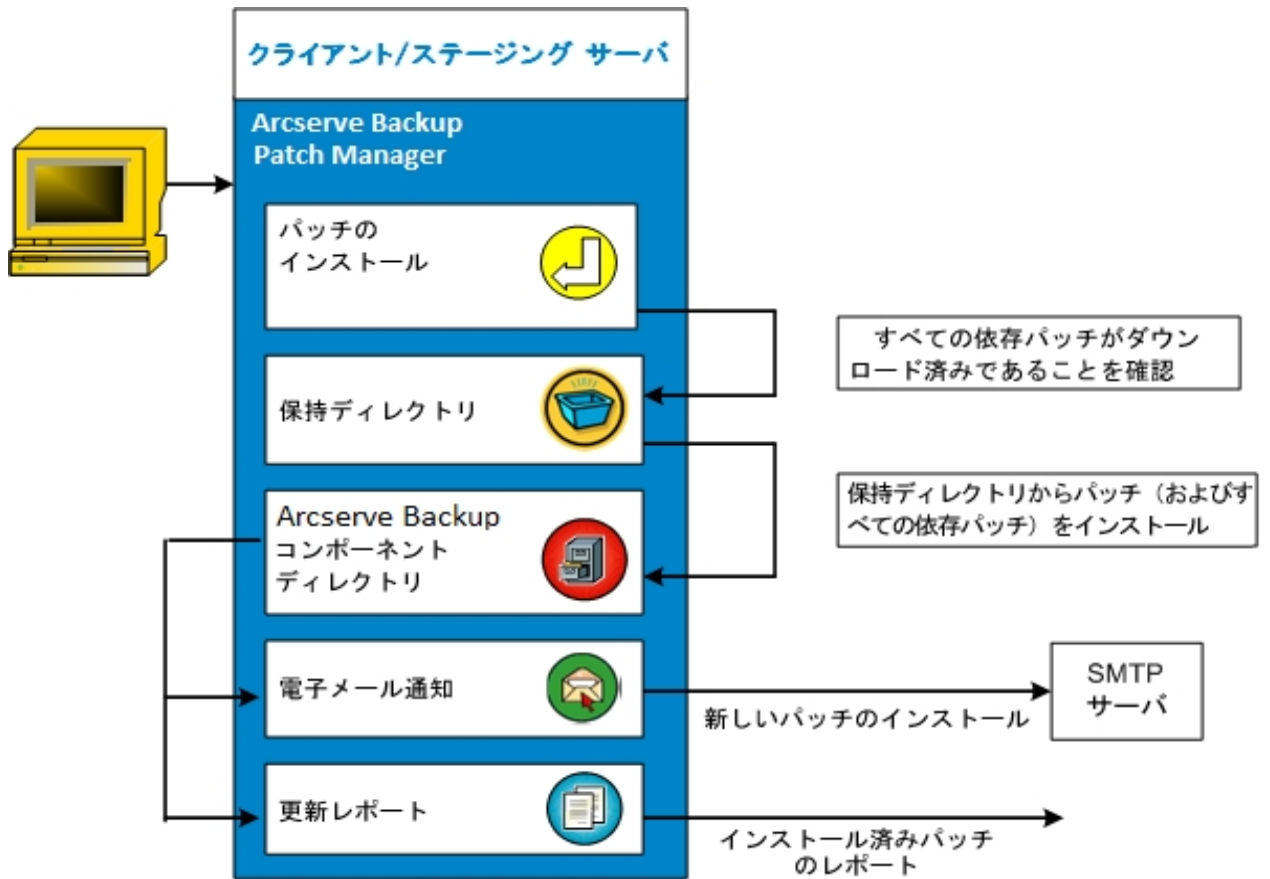 クライアント/ステージング サーバ
Arcserve Backup
Patch Manager
パッチの
インストール
すべての依存パッチがダウン
ロード済みであることを確認
保持ディレクトリ
保持ディレクトリからパッチ（およびす
べての依存パッチ）をインストール
Arcserve Backup
コンポーネント
ディレクトリ
電子メール通知
新しいパッチのインストール
SMTP
サーバ
更新レポート
インストール済みパッチ
のレポート